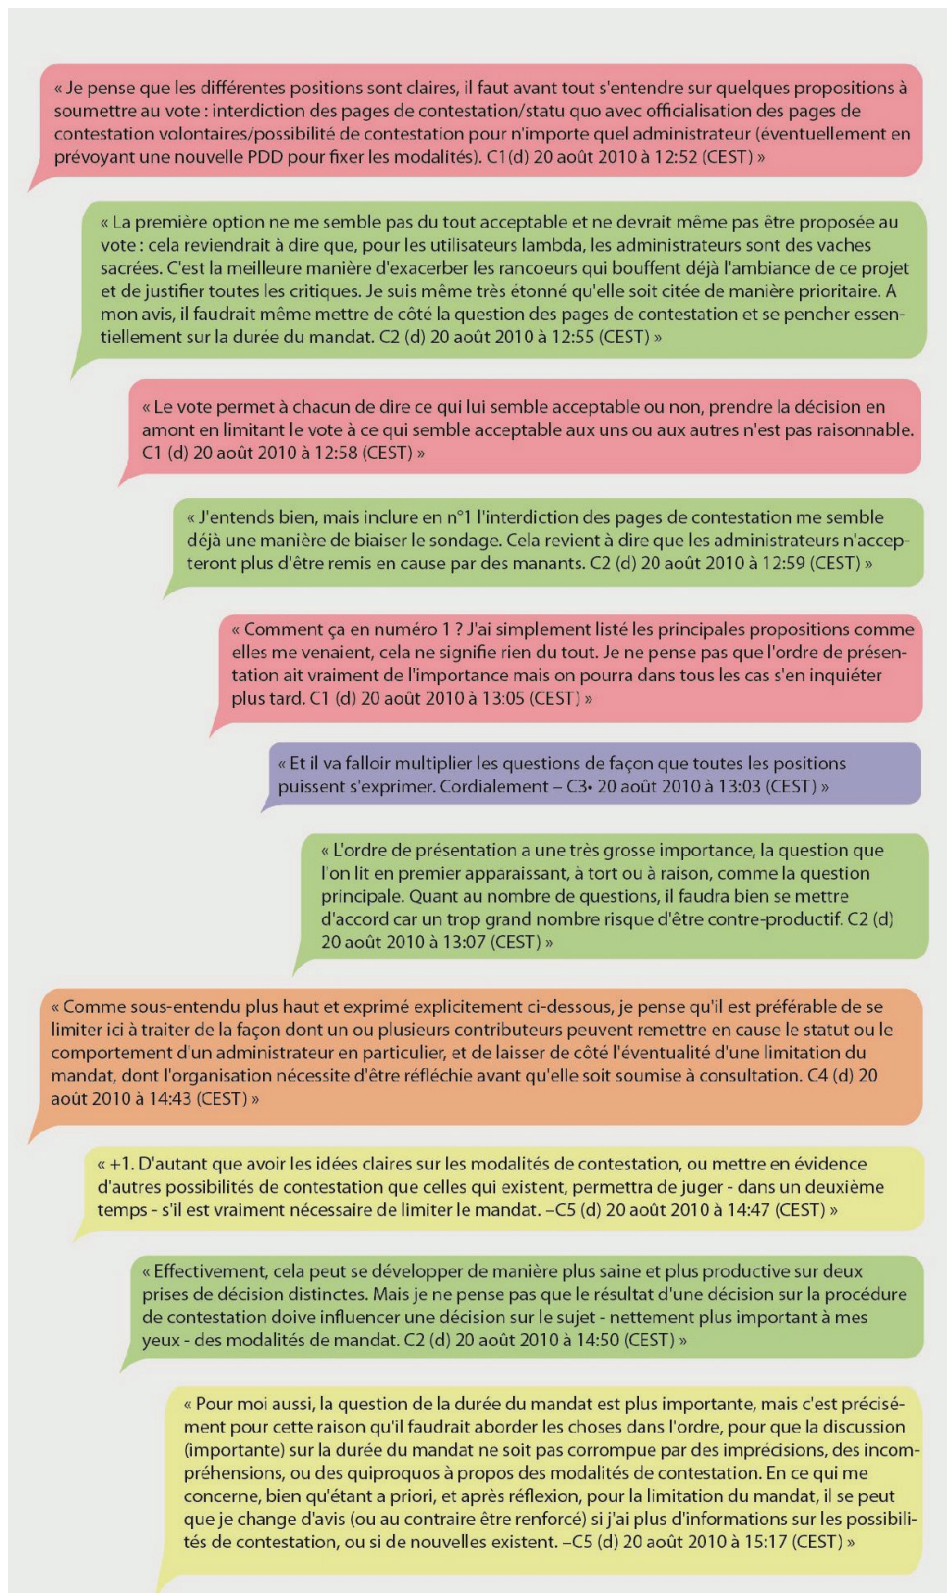 « Je pense que les différentes positions sont claires, il faut avant tout s'entendre sur quelques propositions à
soumettre au vote : interdiction des pages de contestation/statu quo avec officialisation des pages de
contestation volontaires/possibilité de contestation pour n'importe quel administrateur (éventuellement en
prévoyant une nouvelle PDD pour fixer les modalités). C1(d) 20 août 2010 à 12:52 (CEST) »
« La première option ne me semble pas du tout acceptable et ne devrait même pas être proposée au
vote : cela reviendrait à dire que, pour les utilisateurs lambda, les administrateurs sont des vaches
sacrées. C'est la meilleure manière d'exacerber les rancoeurs qui bouffent déjà l'ambiance de ce projet
et de justifier toutes les critiques. Je suis même très étonné qu'elle soit citée de manière prioritaire. A
mon avis, il faudrait même mettre de côté la question des pages de contestation et se pencher essen-
tiellement sur la durée du mandat. C2 (d) 20 août 2010 à 12:55 (CEST) »
« Le vote permet à chacun de dire ce qui lui semble acceptable ou non, prendre la décision en
amont en limitant le vote à ce qui semble acceptable aux uns ou aux autres n'est pas raisonnable.
C1 (d) 20 août 2010 à 12:58 (CEST) »
« J'entends bien, mais inclure en n°1 l'interdiction des pages de contestation me semble
déjà une manière de biaiser le sondage. Cela revient à dire que les administrateurs n'accep-
teront plus d'être remis en cause par des manants. C2 (d) 20 août 2010 à 12:59 (CEST) »
« Comment ça en numéro 1 ? J'ai simplement listé les principales propositions comme
elles me venaient, cela ne signifie rien du tout. Je ne pense pas que l'ordre de présen-
tation ait vraiment de l'importance mais on pourra dans tous les cas s'en inquiéter
plus tard. C1 (d) 20 août 2010 à 13:05 (CEST) »
« Et il va falloir multiplier les questions de façon que toutes les positions
puissent s'exprimer. Cordialement – C3• 20 août 2010 à 13:03 (CEST) »
« L'ordre de présentation a une très grosse importance, la question que
l'on lit en premier apparaissant, à tort ou à raison, comme la question
principale. Quant au nombre de questions, il faudra bien se mettre
d'accord car un trop grand nombre risque d'être contre-productif. C2 (d)
20 août 2010 à 13:07 (CEST) »
« Comme sous-entendu plus haut et exprimé explicitement ci-dessous, je pense qu'il est préférable de se
limiter ici à traiter de la façon dont un ou plusieurs contributeurs peuvent remettre en cause le statut ou le
comportement d'un administrateur en particulier, et de laisser de côté l'éventualité d'une limitation du
mandat, dont l'organisation nécessite d'être réfléchie avant qu'elle soit soumise à consultation. C4 (d) 20
août 2010 à 14:43 (CEST) »
« +1. D'autant que avoir les idées claires sur les modalités de contestation, ou mettre en évidence
d'autres possibilités de contestation que celles qui existent, permettra de juger - dans un deuxième
temps - s'il est vraiment nécessaire de limiter le mandat. –C5 (d) 20 août 2010 à 14:47 (CEST) »
« Effectivement, cela peut se développer de manière plus saine et plus productive sur deux
prises de décision distinctes. Mais je ne pense pas que le résultat d'une décision sur la procédure
de contestation doive influencer une décision sur le sujet - nettement plus important à mes
yeux - des modalités de mandat. C2 (d) 20 août 2010 à 14:50 (CEST) »
« Pour moi aussi, la question de la durée du mandat est plus importante, mais c'est précisé-
ment pour cette raison qu'il faudrait aborder les choses dans l'ordre, pour que la discussion
(importante) sur la durée du mandat ne soit pas corrompue par des imprécisions, des incom-
préhensions, ou des quiproquos à propos des modalités de contestation. En ce qui me
concerne, bien qu'étant a priori, et après réflexion, pour la limitation du mandat, il se peut
que je change d'avis (ou au contraire être renforcé) si j'ai plus d'informations sur les possibili-
tés de contestation, ou si de nouvelles existent. –C5 (d) 20 août 2010 à 15:17 (CEST) »